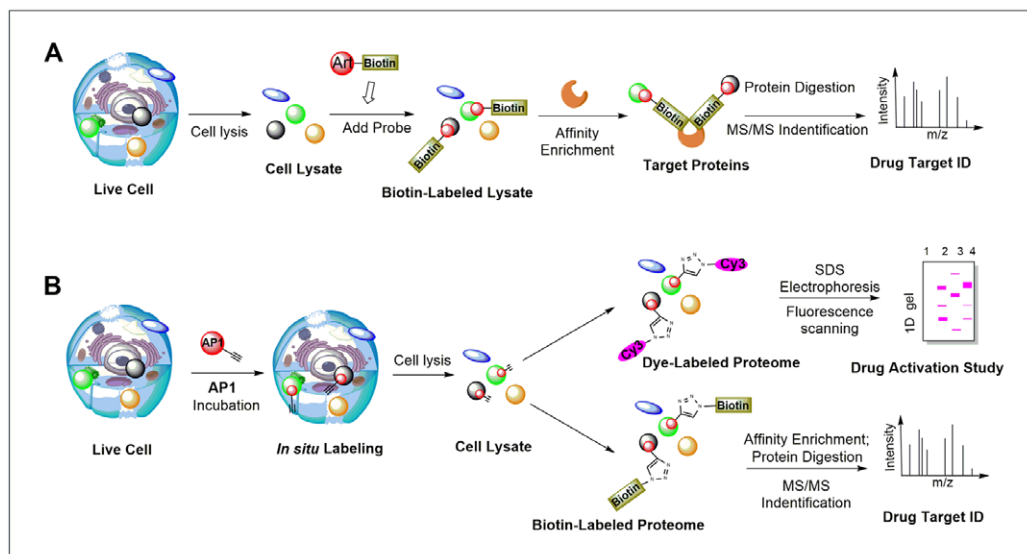 A
Art Biotin
Cell lysis
Add Probe
Biotin
Biotin
Affinity
Enrichment
Biotin
Biotin
Protein Digestion
MS/MS Indentification
Intensity
m/z
Live Cell
Cell Lysate
Biotin-Labeled Lysate
Target Proteins
Drug Target ID
B
AP1
AP1
Incubation
Cell lysis
Live Cell
In situ Labeling
Cell Lysate
N N
N
Cy3
N
N N
Cy3
Dye-Labeled Proteome
SDS
Electrophoresis
Fluorescence
scanning
1 2 3 4
1D gel
Drug Activation Study
N N
N
Biotin
N
N N
Biotin
Biotin-Labeled Proteome
Affinity Enrichment;
Protein Digestion
MS/MS
Indentification
Intensity
m/z
Drug Target ID